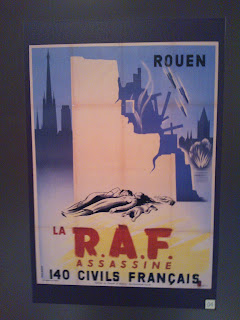 ROUEN
LA
R.A.F.
ASSASSINE
140 CIVILS FRANÇAIS